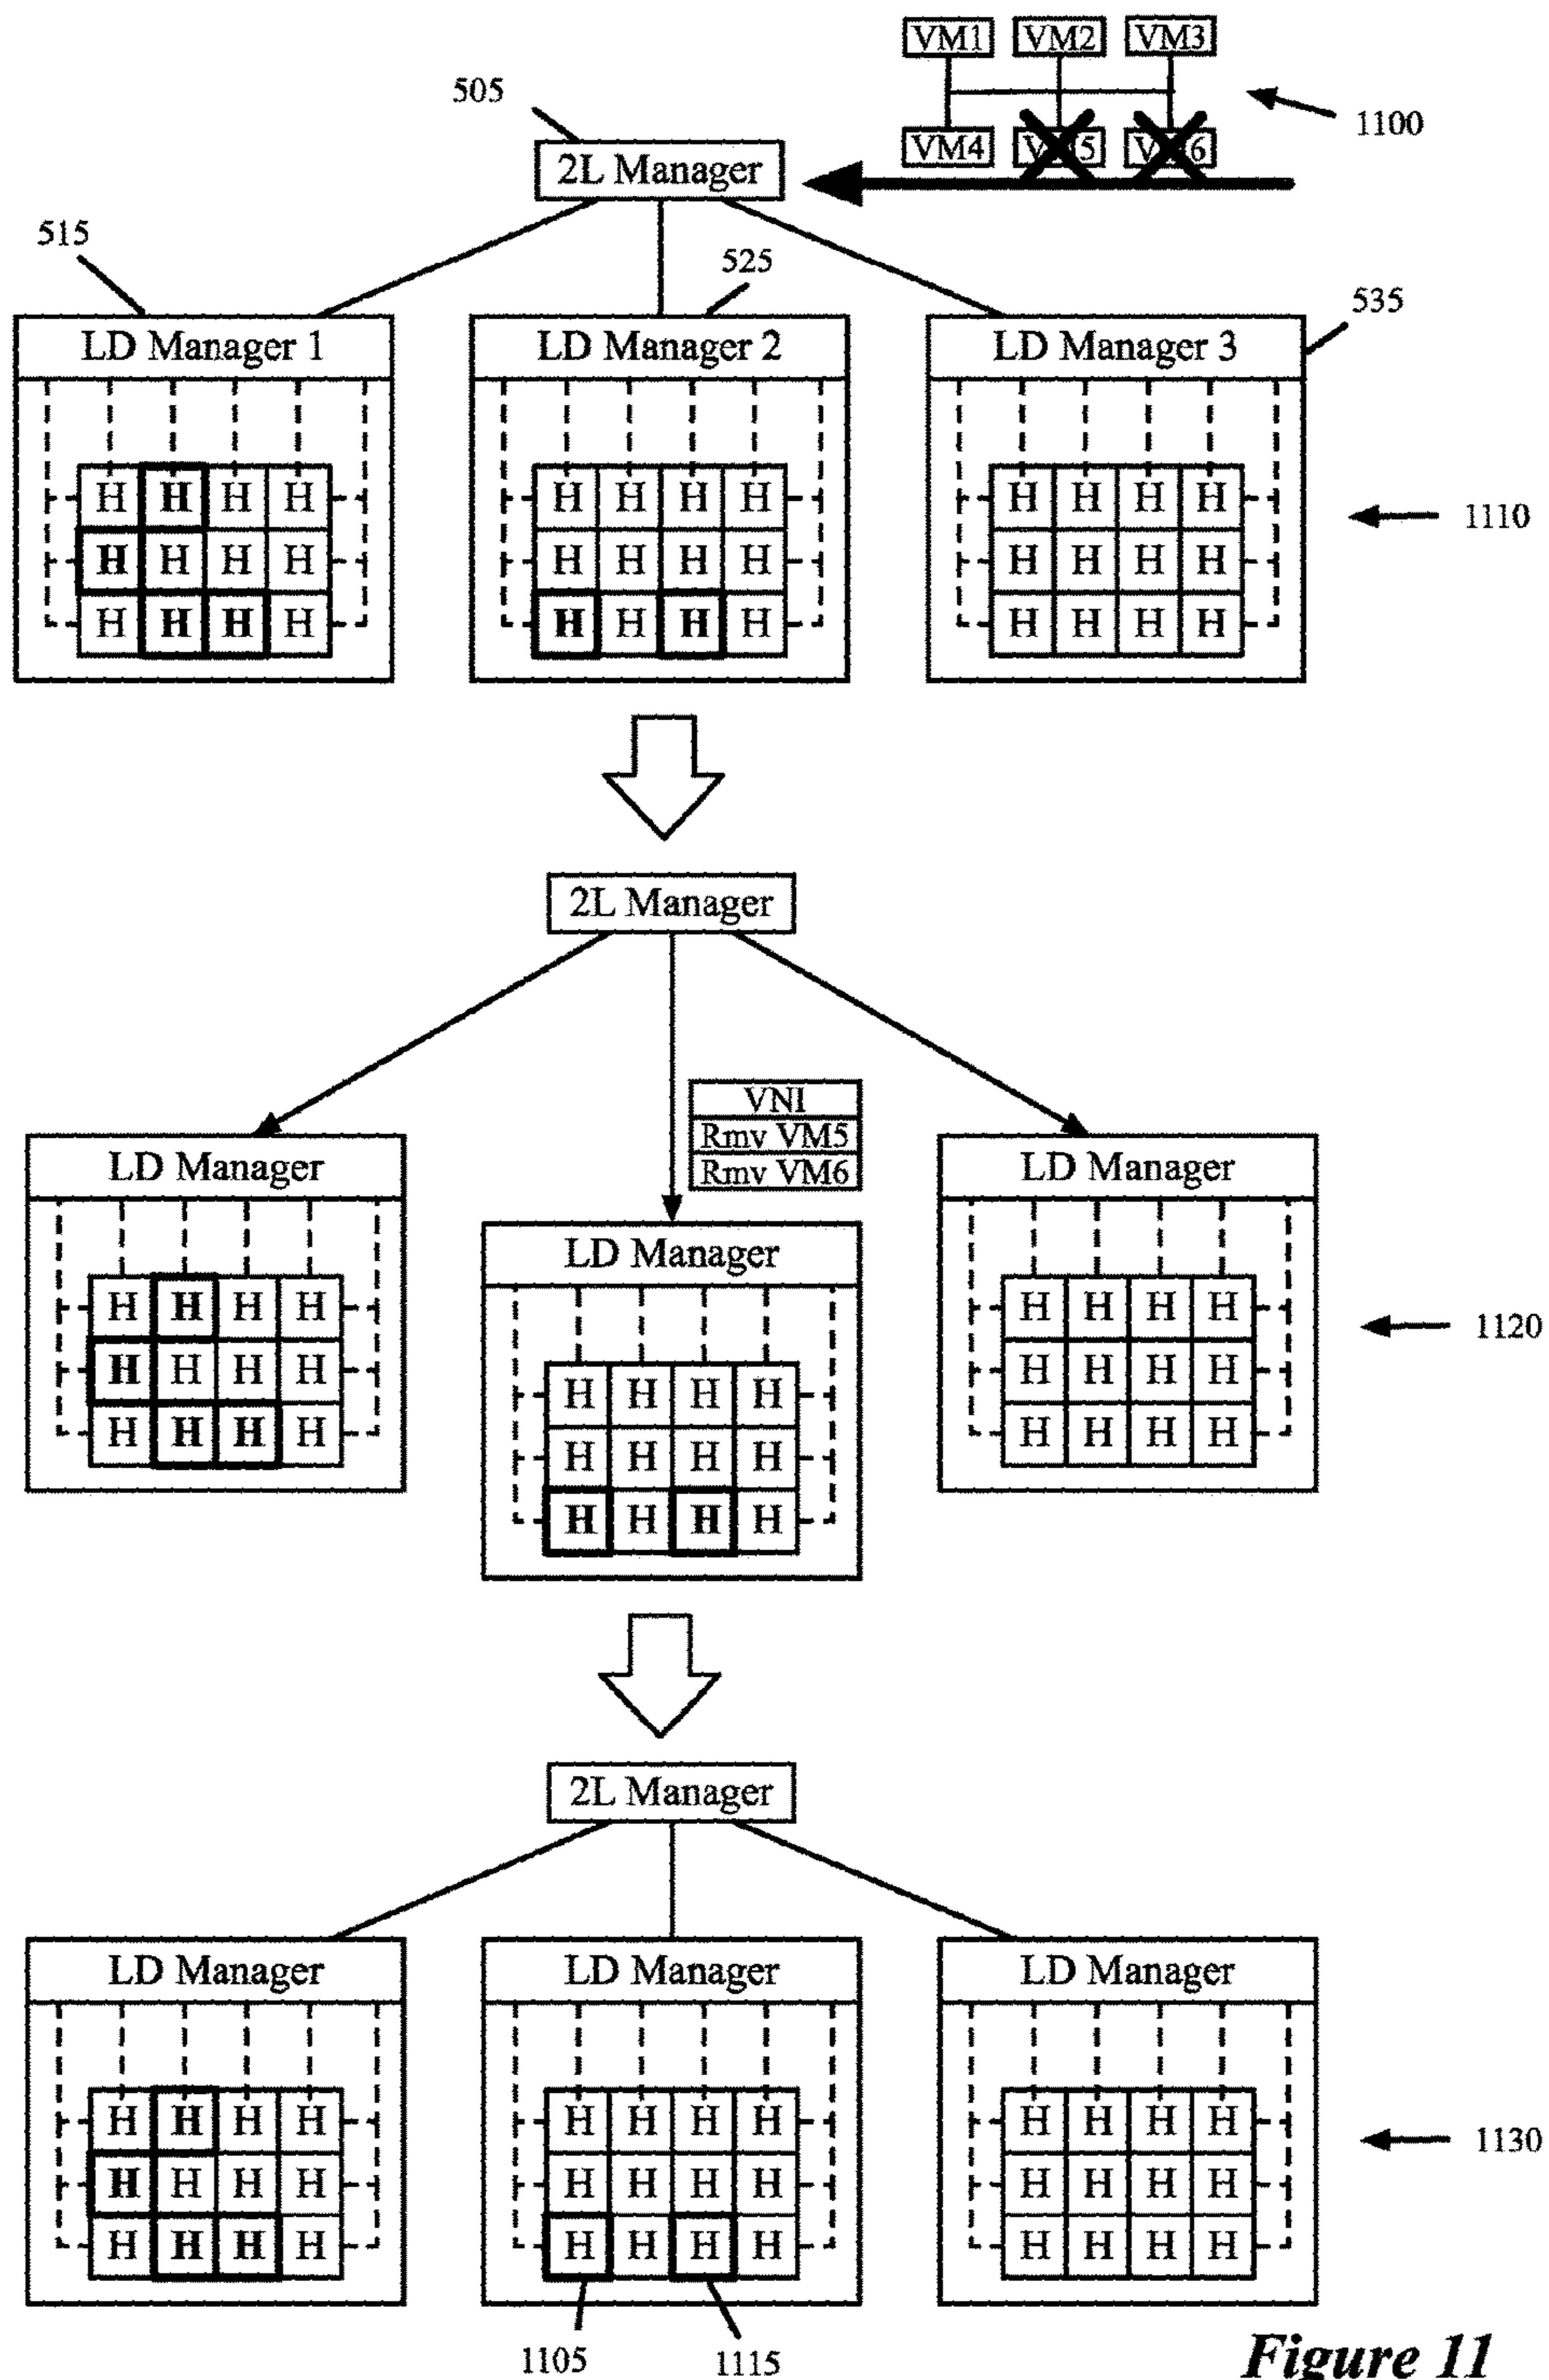 VM1 VM2 VM3
505
1100
VM4
2L Manager
515
525
535
LD Manager 1 LD Manager 2 LD Manager 3
H H H H H H H H H H H H
1110
H H H H H H H H H H H H
H H H H H H H H H H H H
2L Manager
VNI
Rmv VM5
Rmv VM6
LD Manager LD Manager
LD Manager
H H H H H H H H
1120
H H H H H H H H
H H H H
H H H H H H H H
H H H H
H H H H
2L Manager
LD Manager LD Manager LD Manager
H H H H H H H H H H H H
1130
H H H H H H H H H H H H
H H H H H H H H H H H H
1105 1115
Figure 11